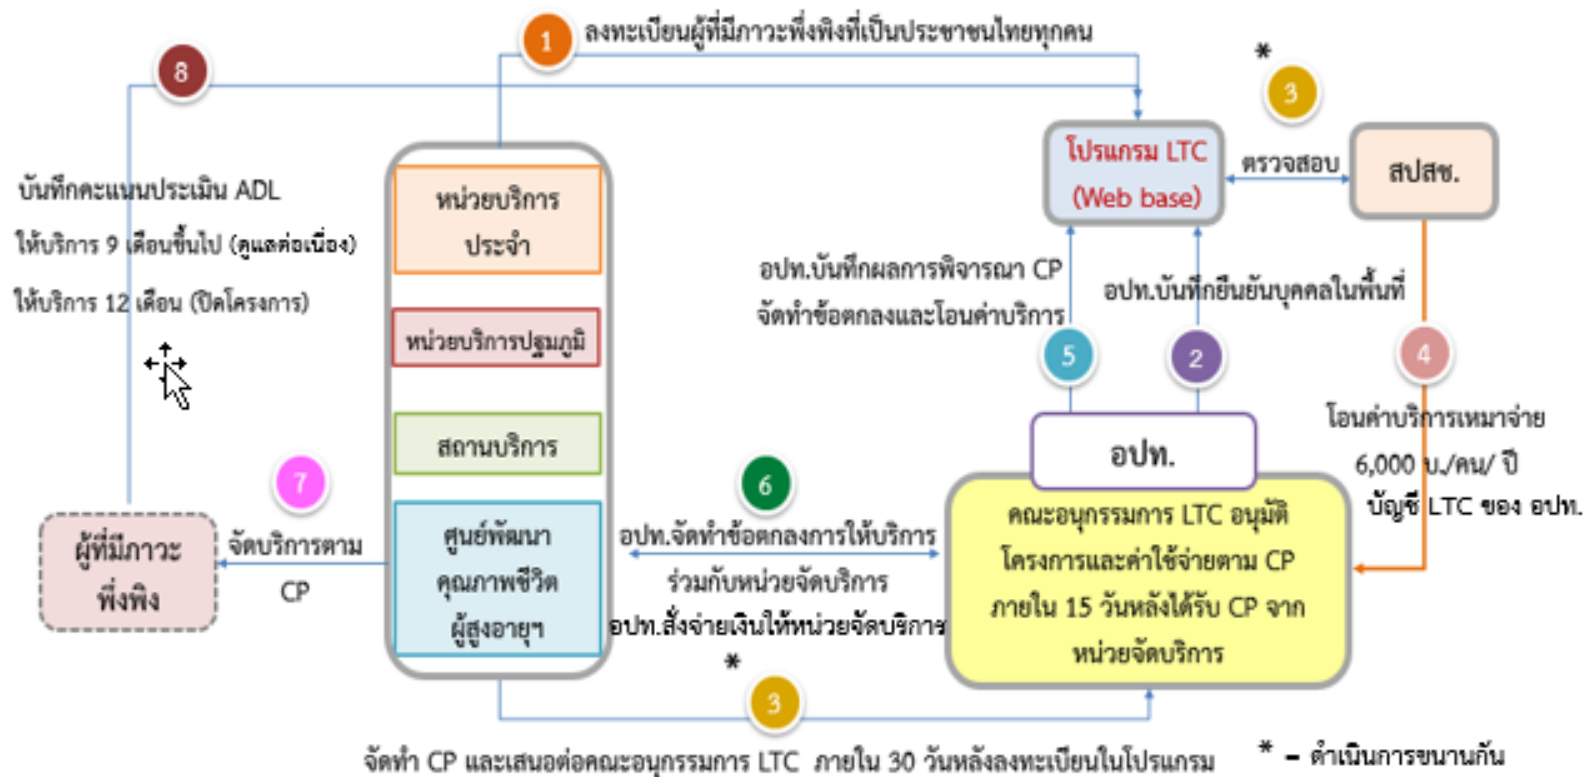 1
ลงทะเบียนผู้ที่มีภาวะพึ่งพิงที่เป็นประชาชนไทยทุกคน
8
*
3
บันทึกคะแนนประเมิน ADL
ให้บริการ 9 เดือนขึ้นไป (ดูแลต่อเนื่อง)
ให้บริการ 12 เดือน (ปิดโครงการ)
หน่วยบริการ
ประจำ
หน่วยบริการปฐมภูมิ
สถานบริการ
ศูนย์พัฒนา
คุณภาพชีวิต
ผู้สูงอายุฯ
โปรแกรม LTC
(Web base)
ตรวจสอบ
สปสช.
อปท.บันทึกผลการพิจารณา CP
จัดทำข้อตกลงและโอนค่าบริการ
อปท.บันทึกยืนยันบุคคลในพื้นที่
5
2
4
โอนค่าบริการเหมาจ่าย
6,000 บ./คน/ ปี
บัญชี LTC ของ อปท.
7
จัดบริการตาม
CP
ผู้ที่มีภาวะ
พึ่งพิง
6
อปท.จัดทำข้อตกลงการให้บริการ
ร่วมกับหน่วยจัดบริการ
อปท.สั่งจ่ายเงินให้หน่วยจัดบริการ
อปท.
คณะอนุกรรมการ LTC อนุมัติ
โครงการและค่าใช้จ่ายตาม CP
ภายใน 15 วันหลังได้รับ CP จาก
หน่วยจัดบริการ
*
3
จัดทำ CP และเสนอต่อคณะอนุกรรมการ LTC ภายใน 30 วันหลังลงทะเบียนในโปรแกรม
* - ดำเนินการขนานกัน